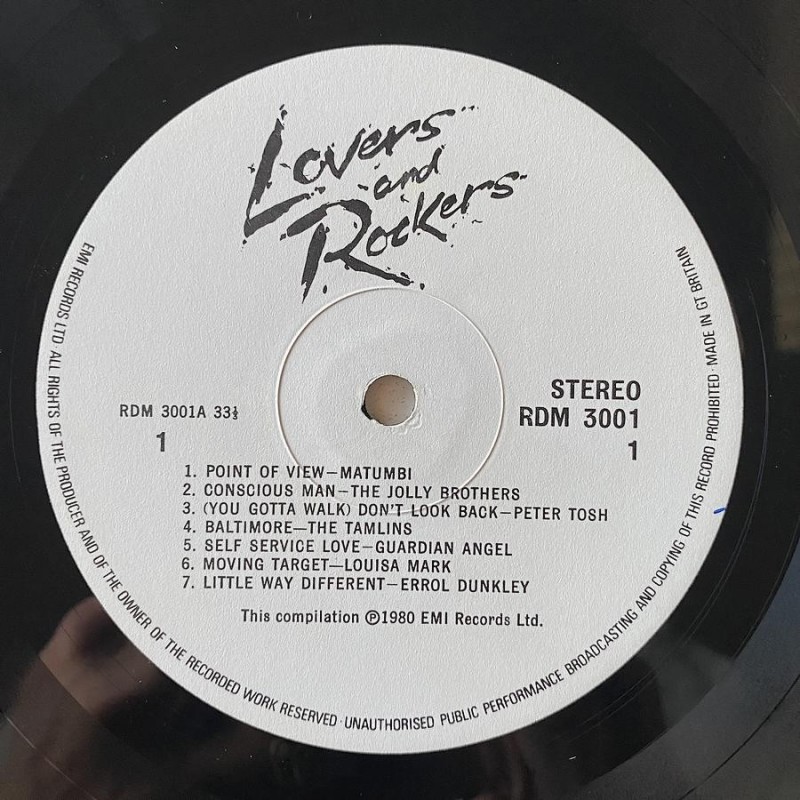 Lovers
and
Rockers
STEREO
RDM 3001A 33⅓
RDM 3001
1
1
1. POINT OF VIEW—MATUMBI
2. CONSCIOUS MAN—THE JOLLY BROTHERS
3. (YOU GOTTA WALK) DON'T LOOK BACK—PETER TOSH
4. BALTIMORE—THE TAMLINS
5. SELF SERVICE LOVE—GUARDIAN ANGEL
6. MOVING TARGET—LOUISA MARK
7. LITTLE WAY DIFFERENT—ERROL DUNKLEY
This compilation ℗1980 EMI Records Ltd.
EMI RECORDS LTD · ALL RIGHTS OF THE PRODUCER AND OF THE OWNER OF THE RECORDED WORK RESERVED · UNAUTHORISED PUBLIC PERFORMANCE BROADCASTING AND COPYING OF THIS RECORD PROHIBITED · MADE IN GT BRITAIN